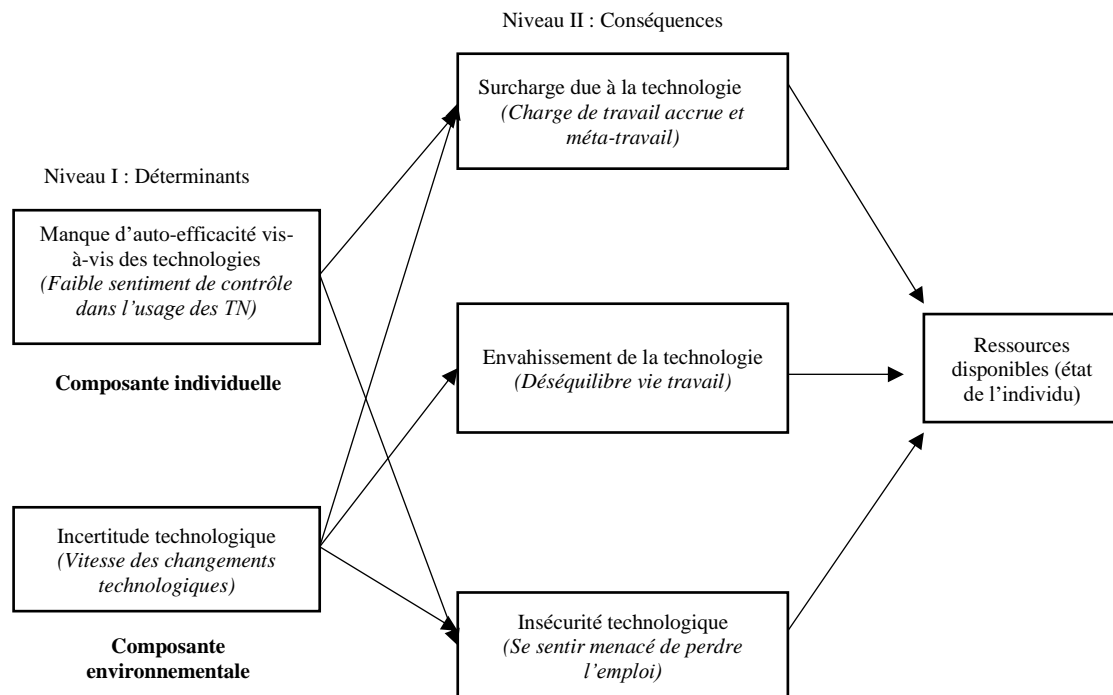 Niveau II : Conséquences
Surcharge due à la technologie
(Charge de travail accrue et
méta-travail)
Niveau I : Déterminants
Manque d’auto-efficacité vis-
à-vis des technologies
(Faible sentiment de contrôle
dans l’usage des TN)
Composante individuelle
Envahissement de la technologie
(Déséquilibre vie travail)
Ressources
disponibles (état
de l’individu)
Incertitude technologique
(Vitesse des changements
technologiques)
Composante
environnementale
Insécurité technologique
(Se sentir menacé de perdre
l’emploi)